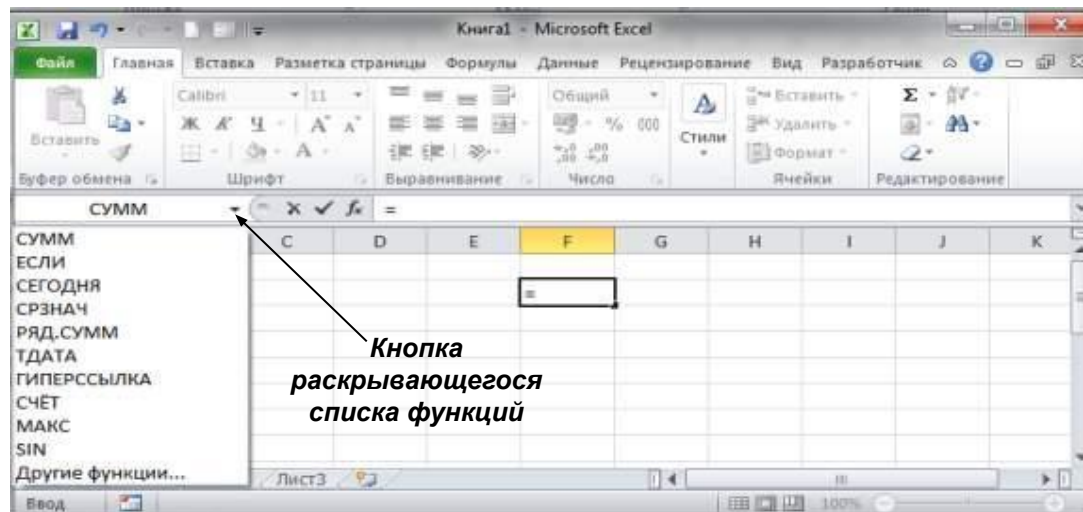 Книга1 - Microsoft Excel
Файл Главная Вставка Разметка страницы Формулы Данные Рецензирование Вид Разработчик
Calibri 11 Общий Вставить
Вставить Ж К Ч A A % 000 Стили Удалить
A Формат
Буфер обмена Шрифт Выравнивание Число Ячейки Редактирование
СУММ fx =
C D E F G H I J K
СУММ
ЕСЛИ
СЕГОДНЯ
=
СРЗНАЧ
РЯД.СУММ
ТДАТА
ГИПЕРССЫЛКА
СЧЁТ
МАКС
SIN
Другие функции...
Кнопка
раскрывающегося
списка функций
Лист3
Ввод 100%